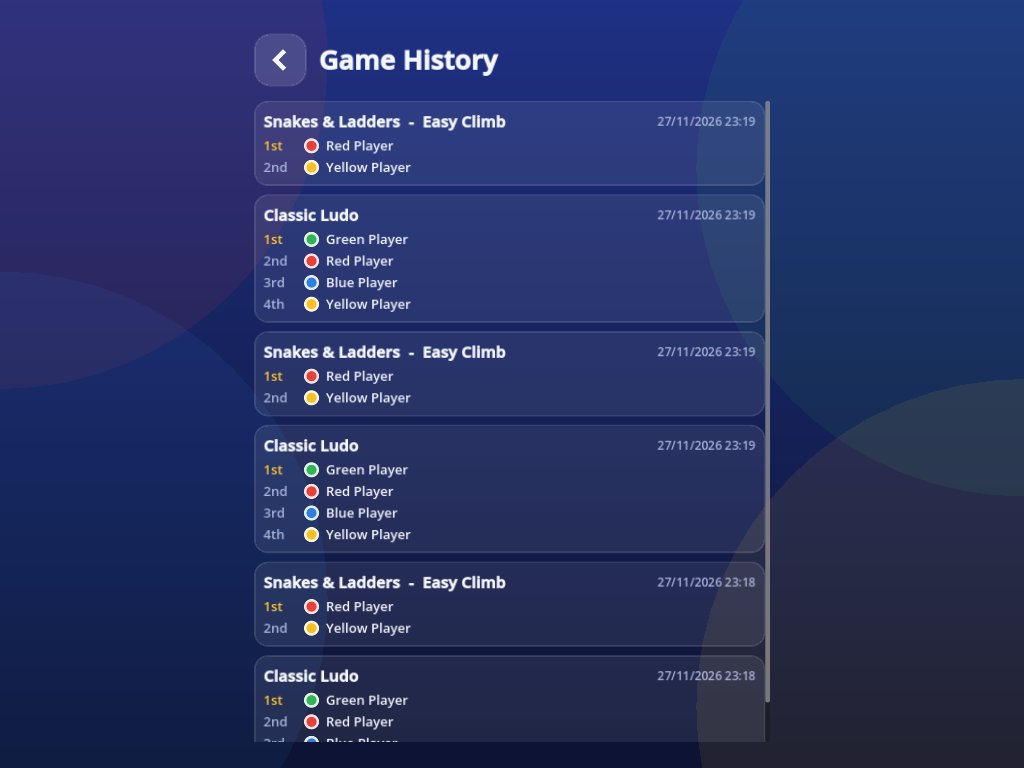 Game History
Snakes & Ladders - Easy Climb 27/11/2026 23:19
1st Red Player
2nd Yellow Player
Classic Ludo 27/11/2026 23:19
1st Green Player
2nd Red Player
3rd Blue Player
4th Yellow Player
Snakes & Ladders - Easy Climb 27/11/2026 23:19
1st Red Player
2nd Yellow Player
Classic Ludo 27/11/2026 23:19
1st Green Player
2nd Red Player
3rd Blue Player
4th Yellow Player
Snakes & Ladders - Easy Climb 27/11/2026 23:18
1st Red Player
2nd Yellow Player
Classic Ludo 27/11/2026 23:18
1st Green Player
2nd Red Player